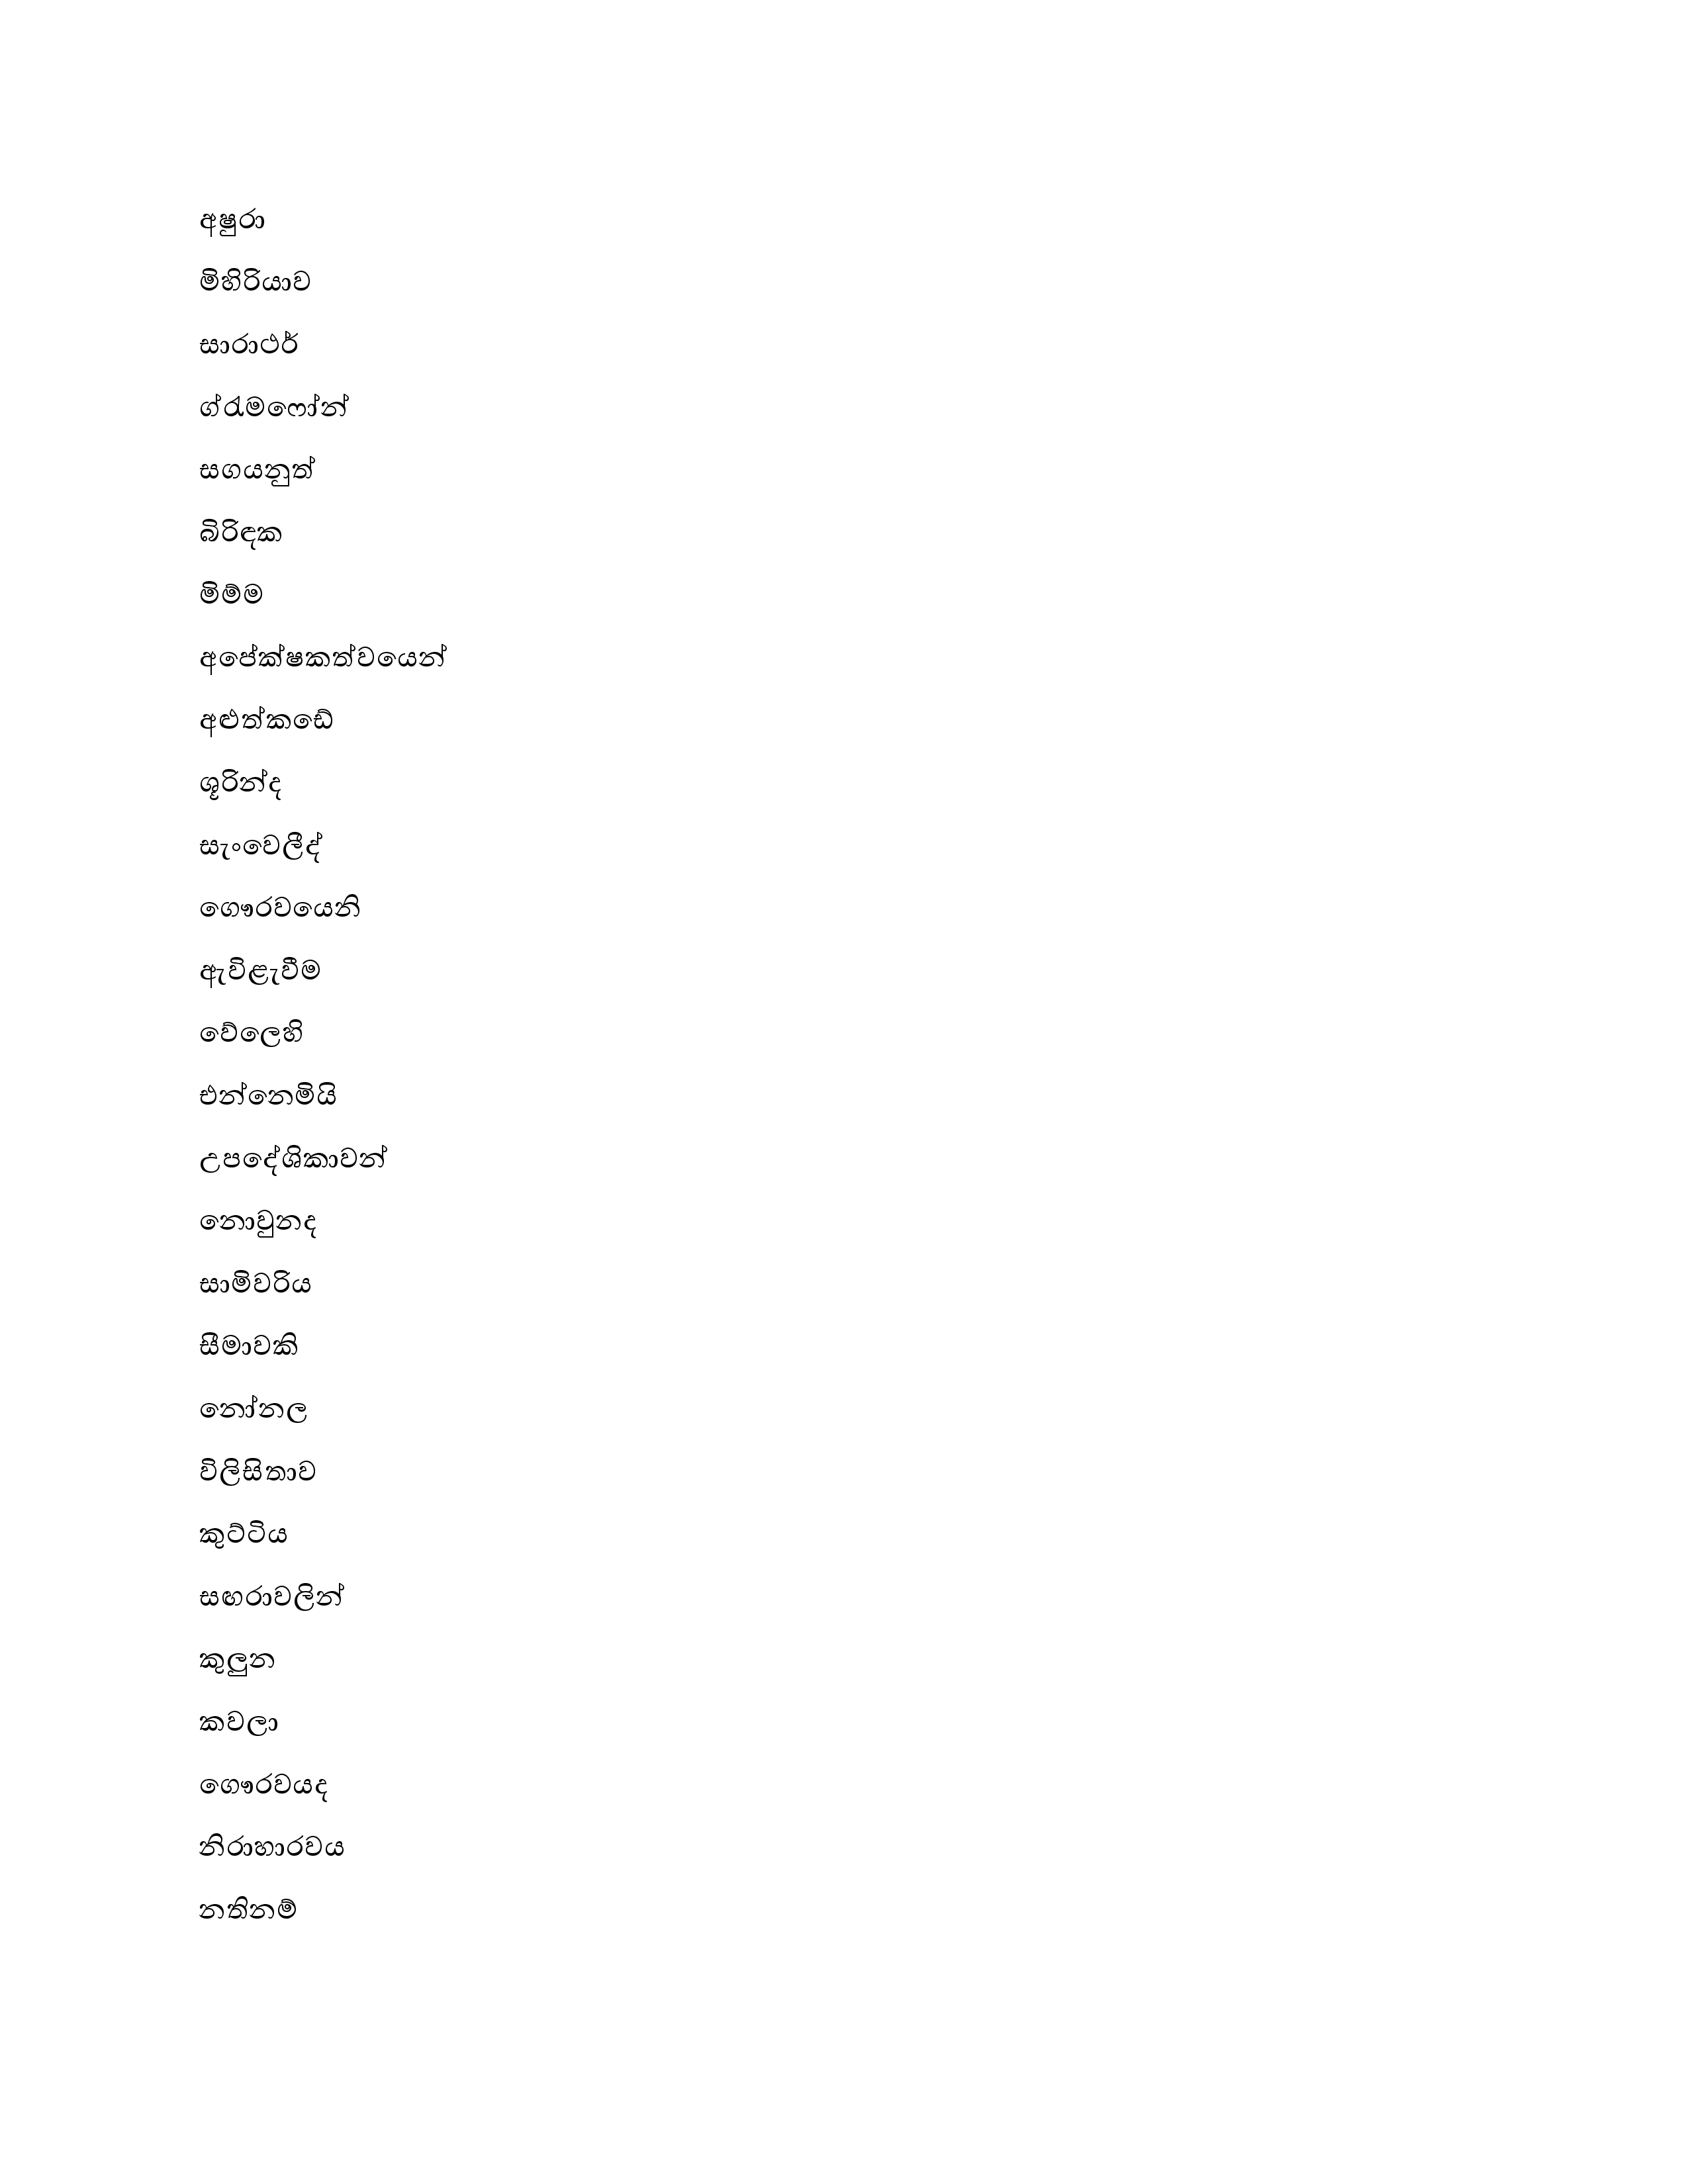 අෂුරා
මිහිරියාව
සාරාථර්
ග්රැමෆෝන්
සගයනුත්
බිරිඳක
මිම්ම
අපේක්ෂකත්වයෙන්
අළුත්කඩේ
ශූරින්ද
සැංවෙලීද්
ගෞරවයෙනි
ඇවිළැවීම
වේලෙහි
එන්නෙමියි
උපදේශිකාවන්
නොවුනද
සාමිවරිය
සීමාවකි
නෝනල
විලිසිතාව
කුට්ටිය
සඟරාවලින්
කුලුන
කවලා
ගෞරවයද
නිරාහාරවය
නතිනම්